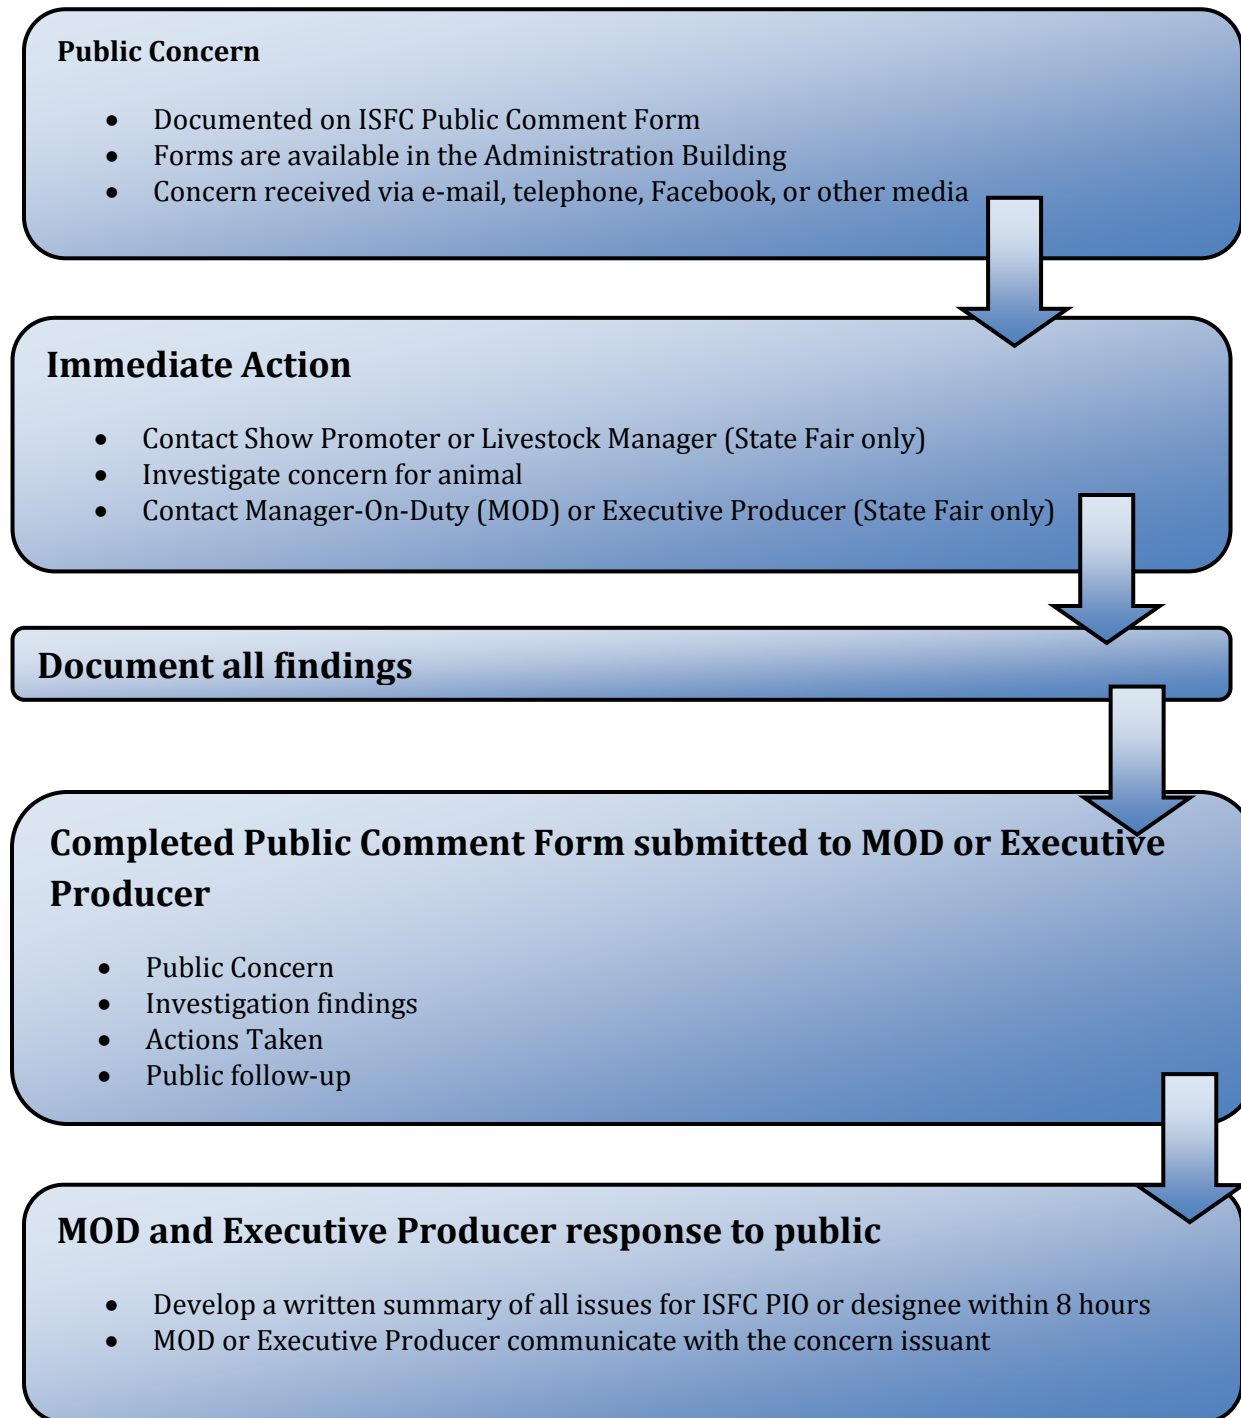 Public Concern
• Documented on ISFC Public Comment Form
• Forms are available in the Administration Building
• Concern received via e-mail, telephone, Facebook, or other media
Immediate Action
• Contact Show Promoter or Livestock Manager (State Fair only)
• Investigate concern for animal
• Contact Manager-On-Duty (MOD) or Executive Producer (State Fair only)
Document all findings
Completed Public Comment Form submitted to MOD or Executive
Producer
• Public Concern
• Investigation findings
• Actions Taken
• Public follow-up
MOD and Executive Producer response to public
• Develop a written summary of all issues for ISFC PIO or designee within 8 hours
• MOD or Executive Producer communicate with the concern issuant